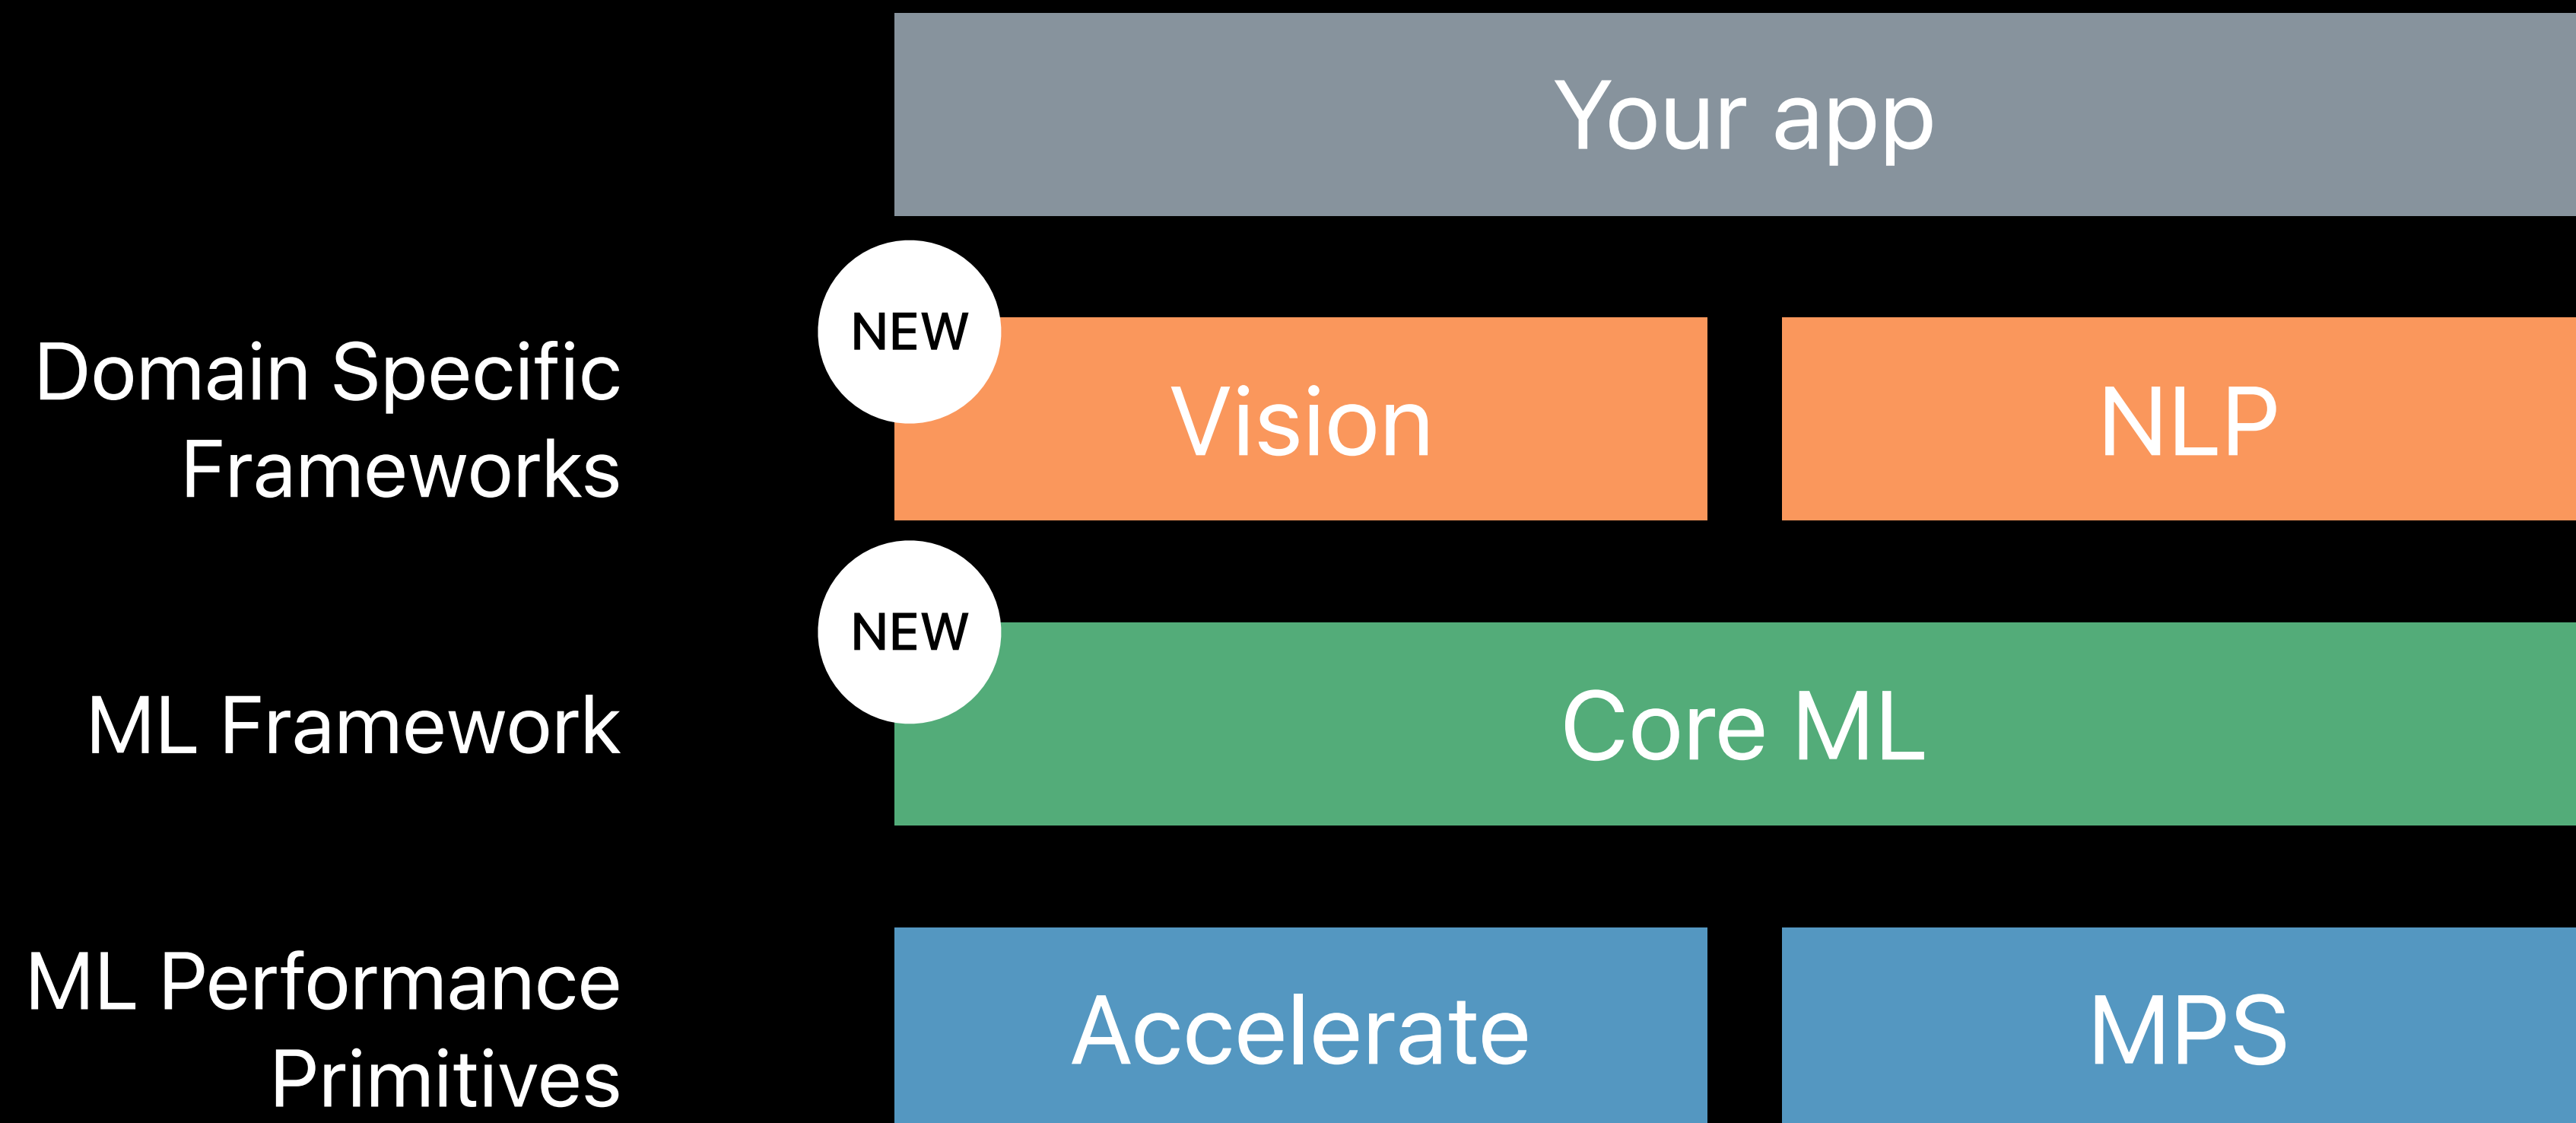 Your app
NEW
Domain Specific
Frameworks
Vision
NLP
NEW
ML Framework
Core ML
ML Performance
Primitives
Accelerate
MPS